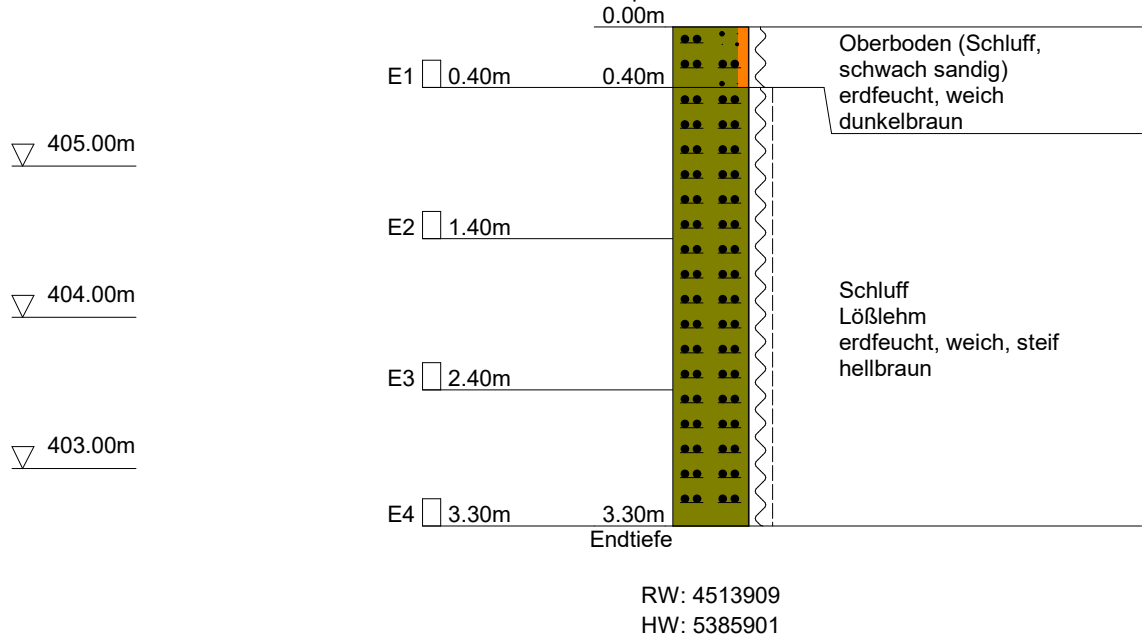 0.00m
Oberboden (Schluff,
schwach sandig)
erdfeucht, weich
dunkelbraun
E1 0.40m 0.40m
405.00m
E2 1.40m
404.00m
Schluff
Lößlehm
erdfeucht, weich, steif
hellbraun
E3 2.40m
403.00m
E4 3.30m 3.30m
Endtiefe
RW: 4513909
HW: 5385901